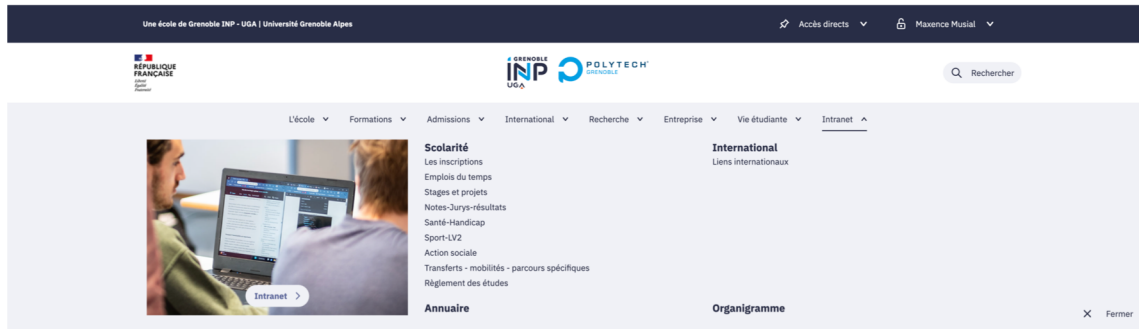 Une école de Grenoble INP - UGA | Université Grenoble Alpes
Accès directs
Maxence Musial
RÉPUBLIQUE
FRANÇAISE
Liberté
Égalité
Fraternité
GRENOBLE
INP
UGA
POLYTECH
GRENOBLE
Rechercher
L'école
Formations
Admissions
International
Recherche
Entreprise
Vie étudiante
Intranet
Scolarité
Les inscriptions
Emplois du temps
Stages et projets
Notes-Jurys-résultats
Santé-Handicap
Sport-LV2
Action sociale
Transferts - mobilités - parcours spécifiques
Règlement des études
International
Liens internationaux
Intranet
Annuaire
Organigramme
Fermer